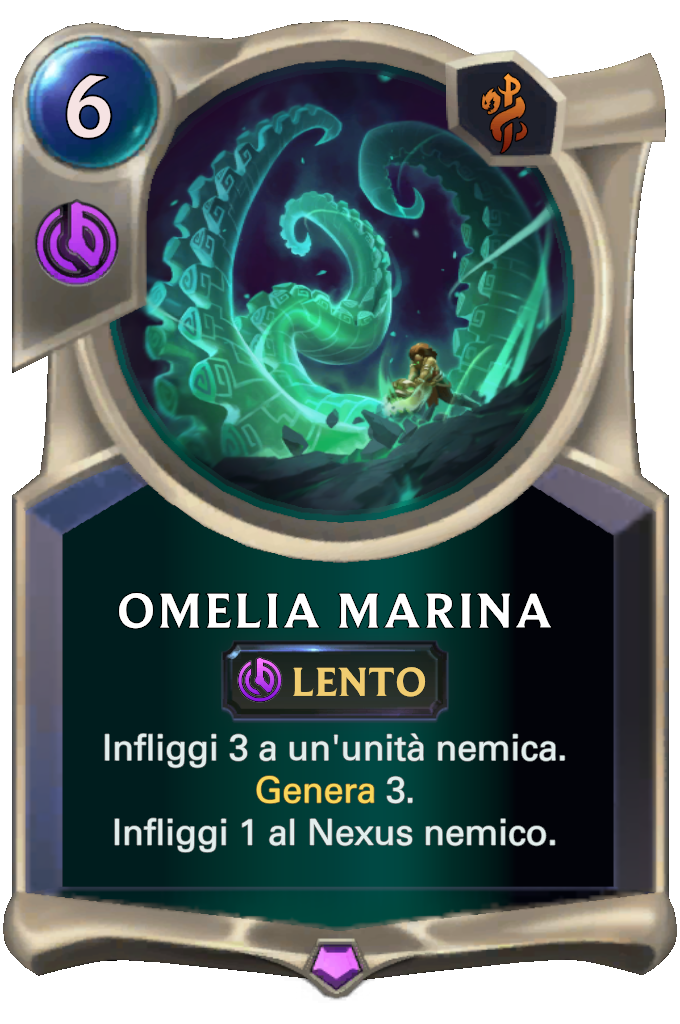 6
OMELIA MARINA
LENTO
Infliggi 3 a un'unità nemica.
Genera 3.
Infliggi 1 al Nexus nemico.